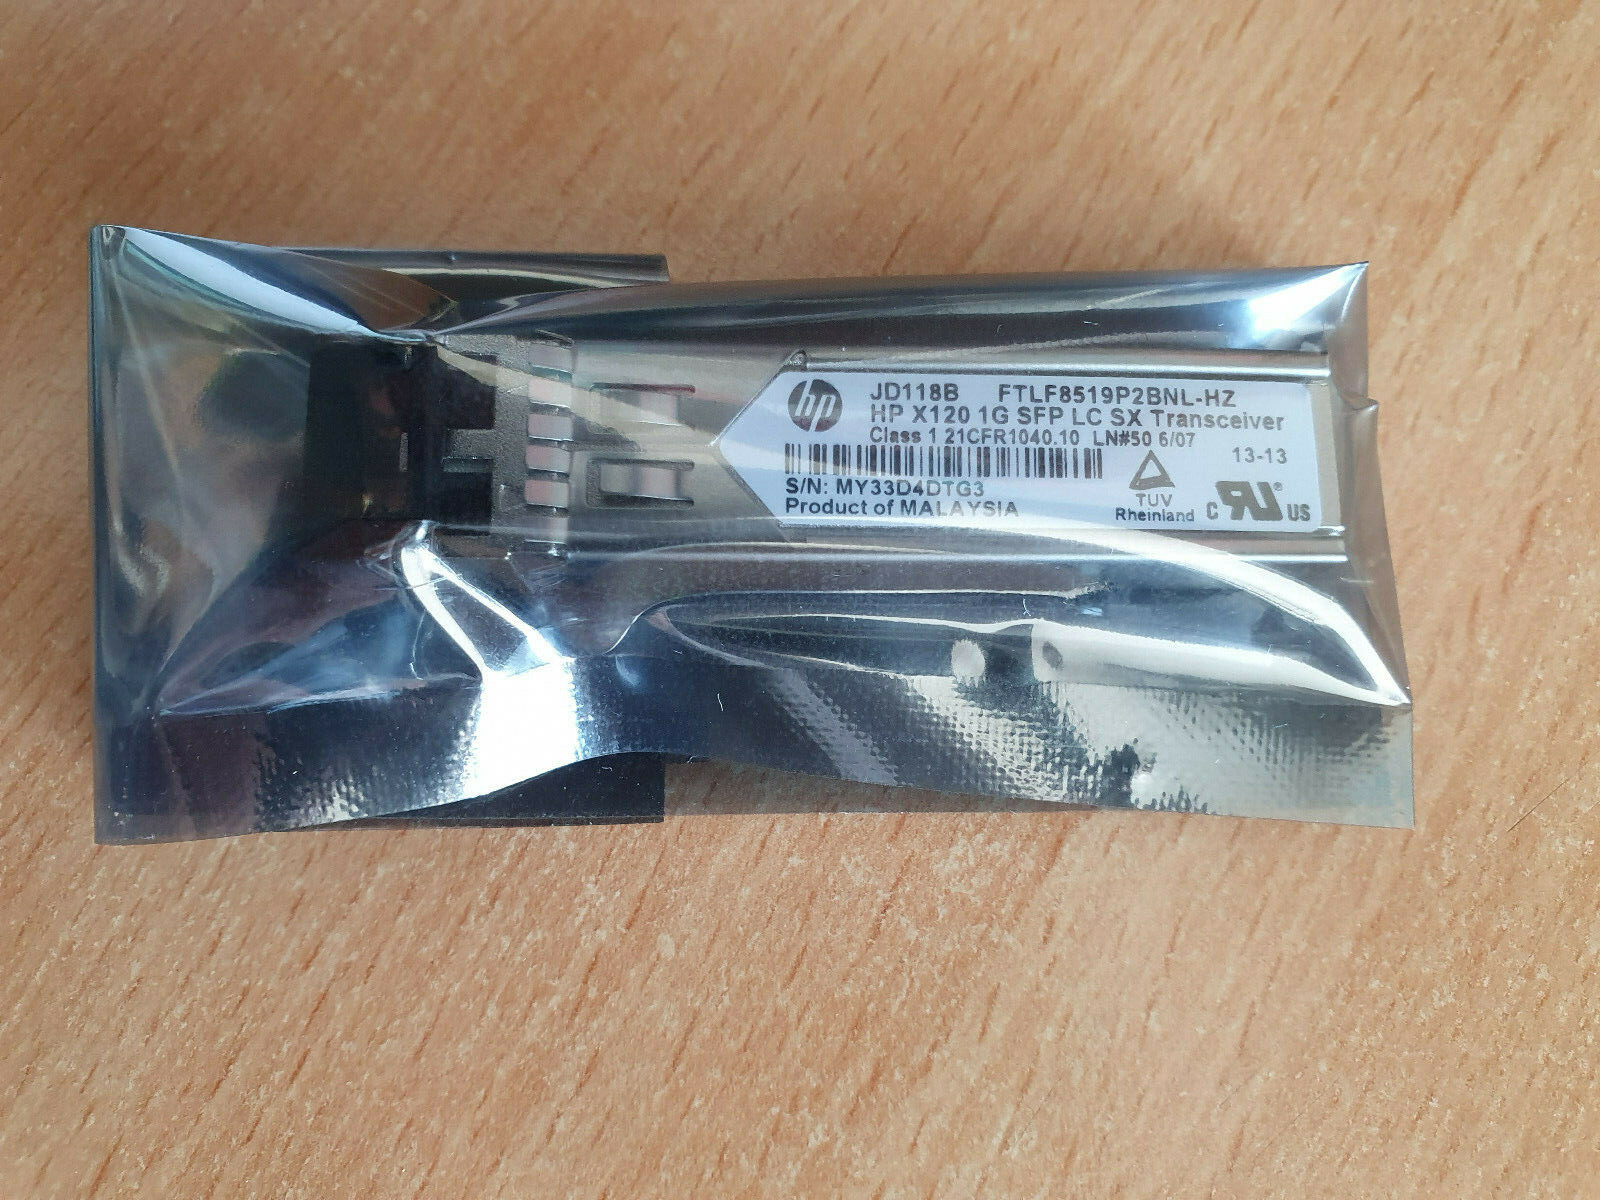 hp
JD118B FTLF8519P2BNL-HZ
HP X120 1G SFP LC SX Transceiver
Class 1 21CFR1040.10 LN#50 6/07
13-13
S/N: MY33D4DTG3
Product of MALAYSIA
TUV
Rheinland
C RU ® US